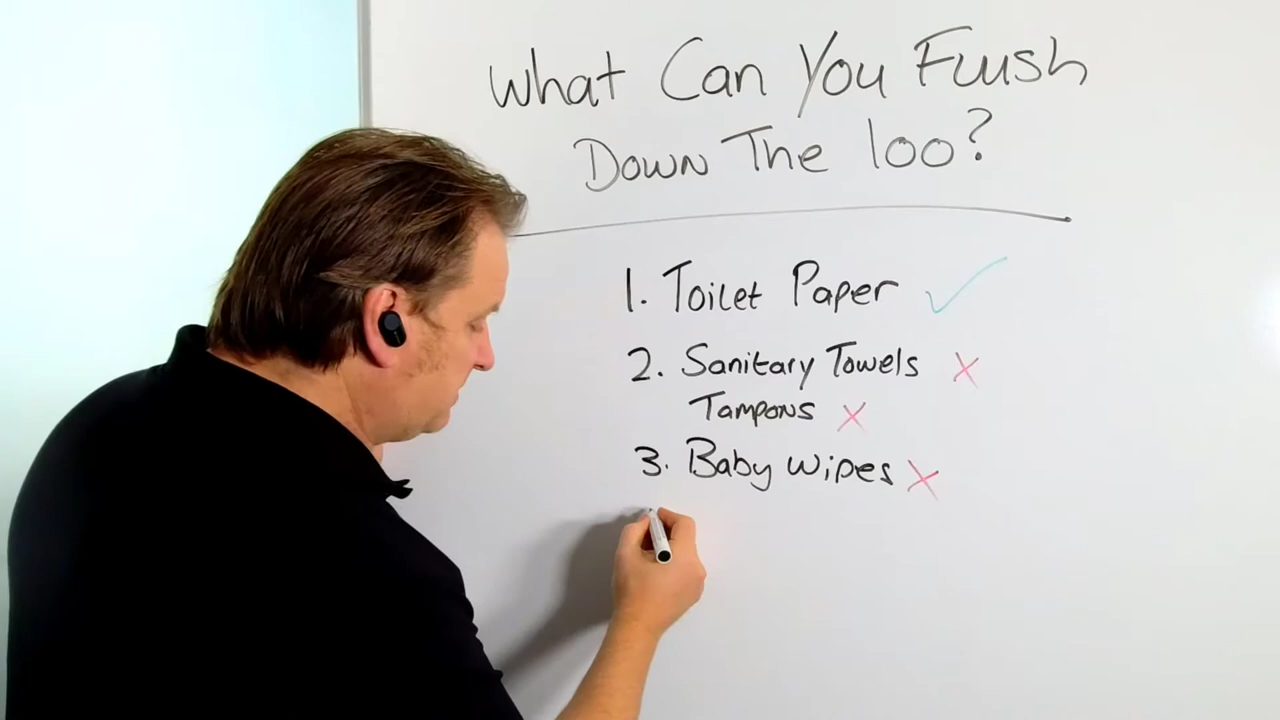 What Can You Flush
Down The loo?
1. Toilet Paper ✓
2. Sanitary Towels ✗
Tampons ✗
3. Baby Wipes ✗